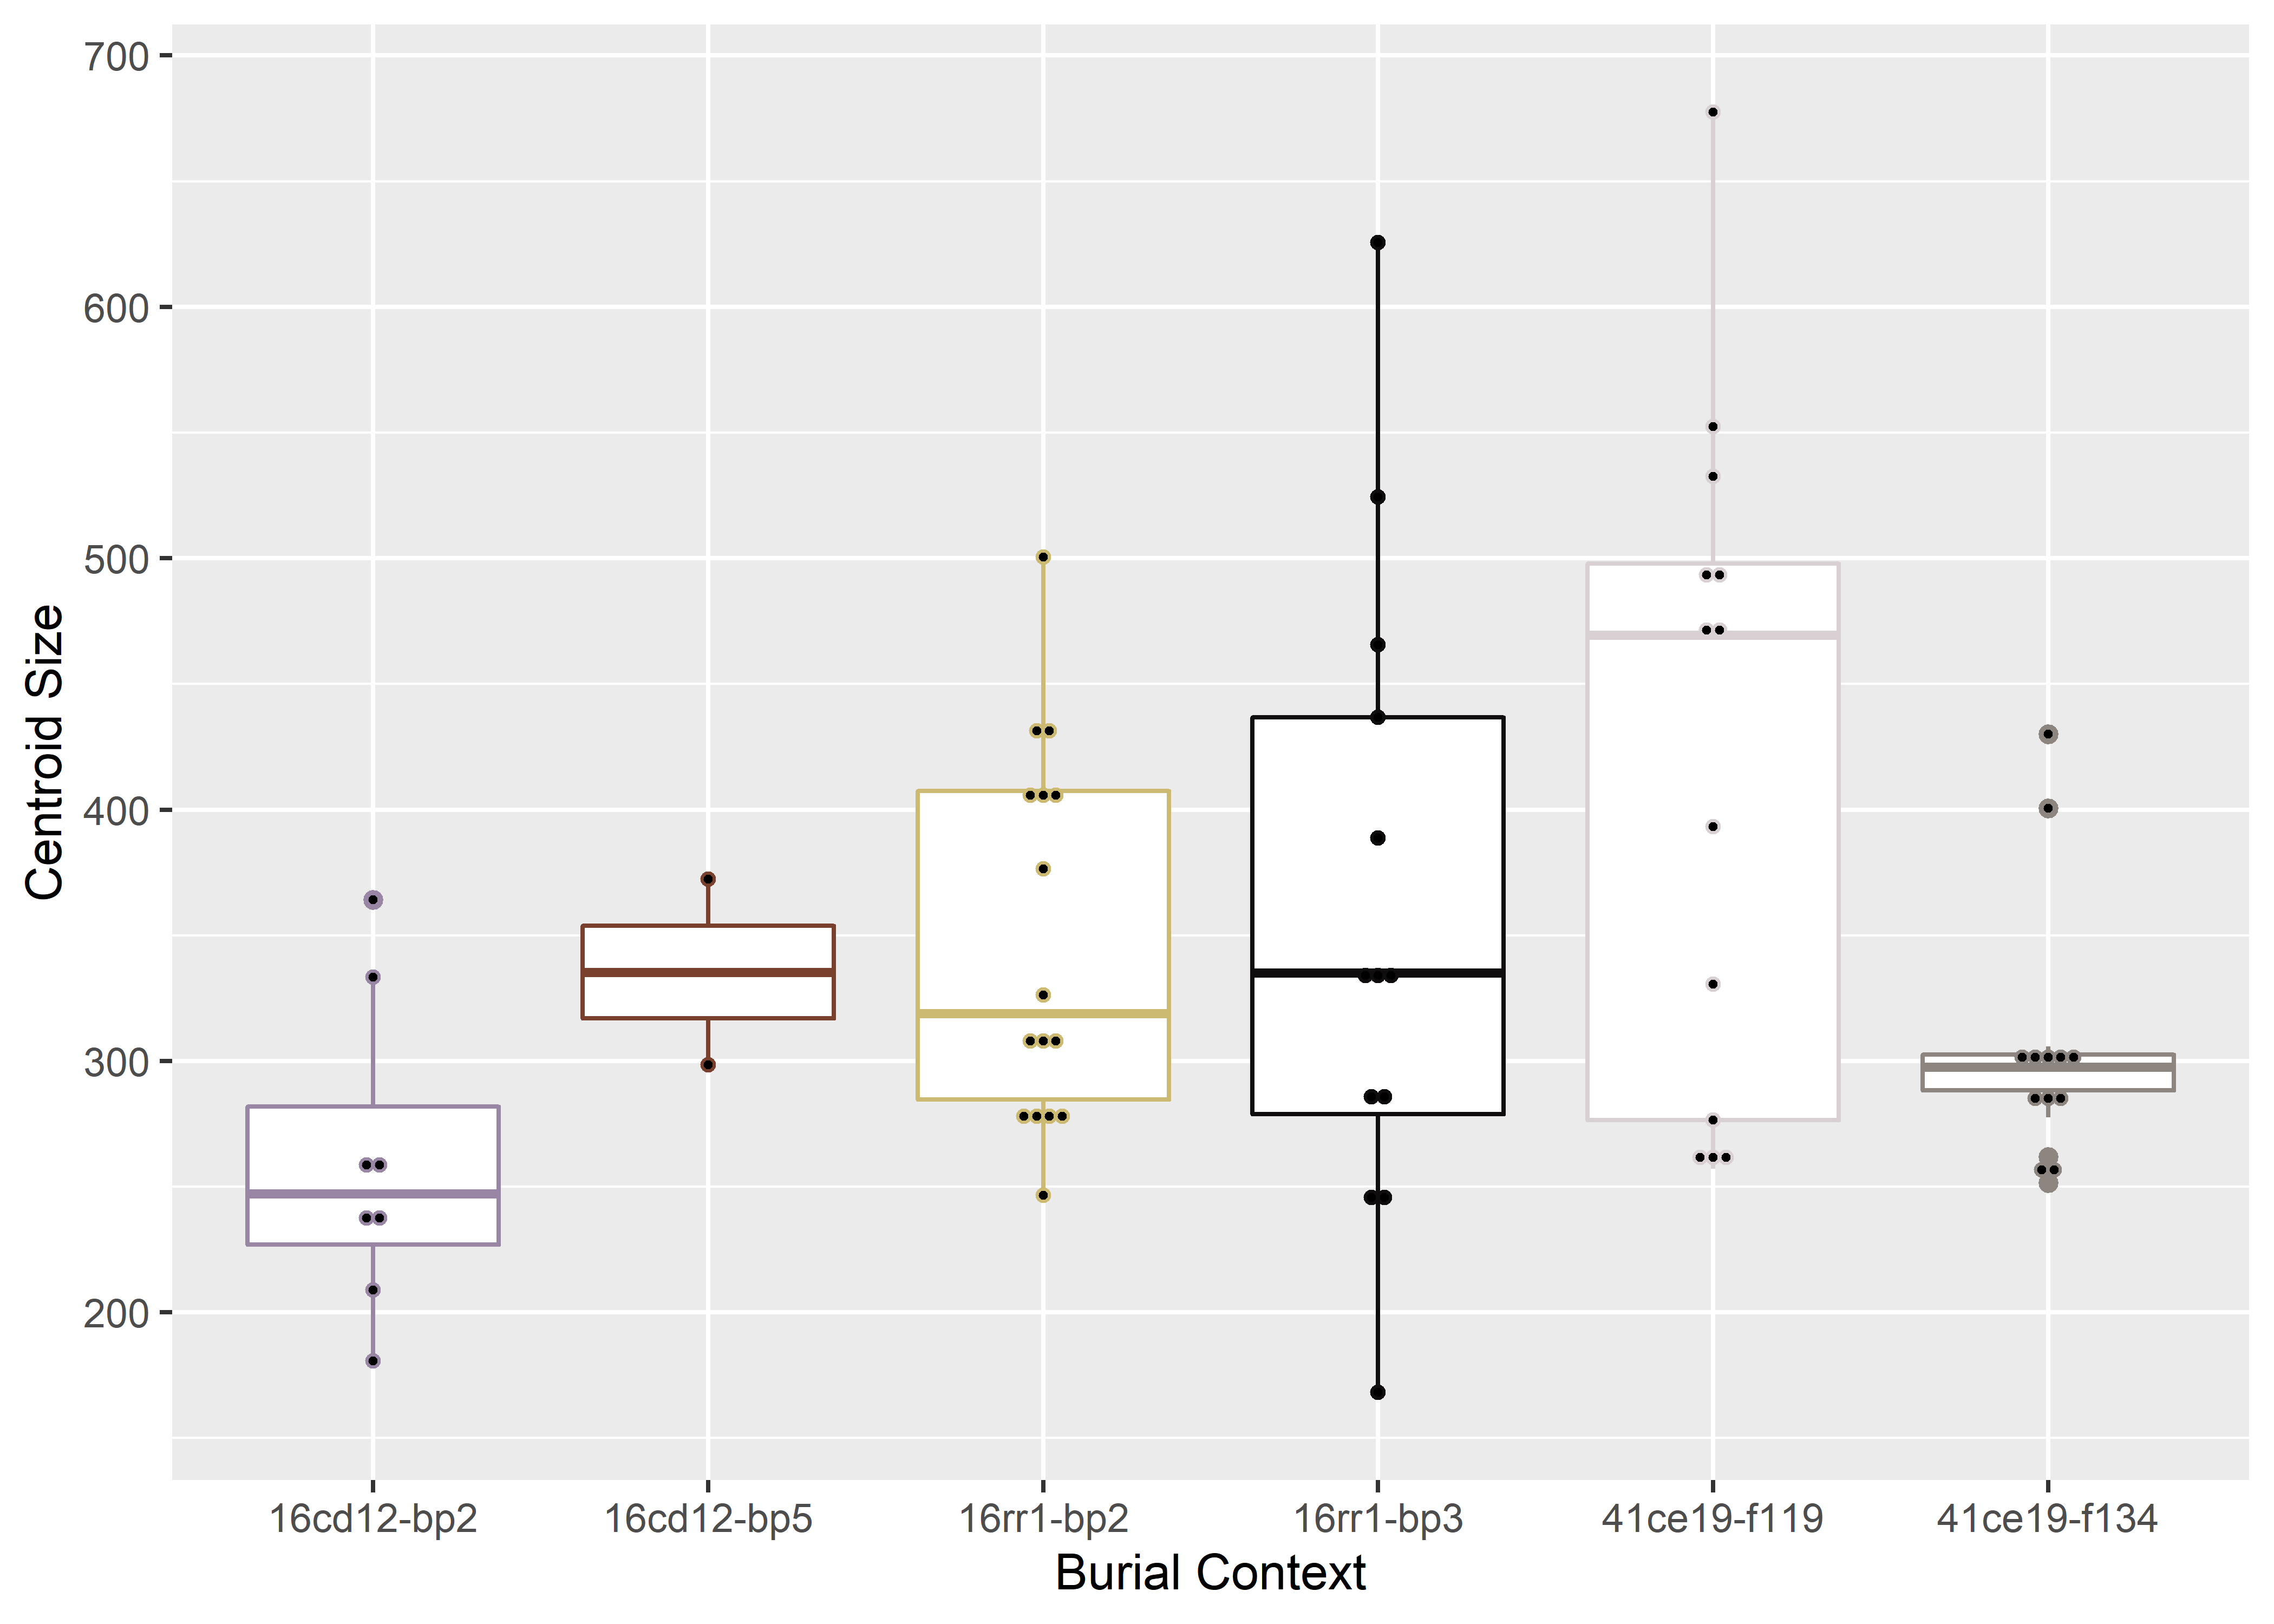 700
600
500
400
300
200
Centroid Size
16cd12-bp2 16cd12-bp5 16rr1-bp2 16rr1-bp3 41ce19-f119 41ce19-f134
Burial Context